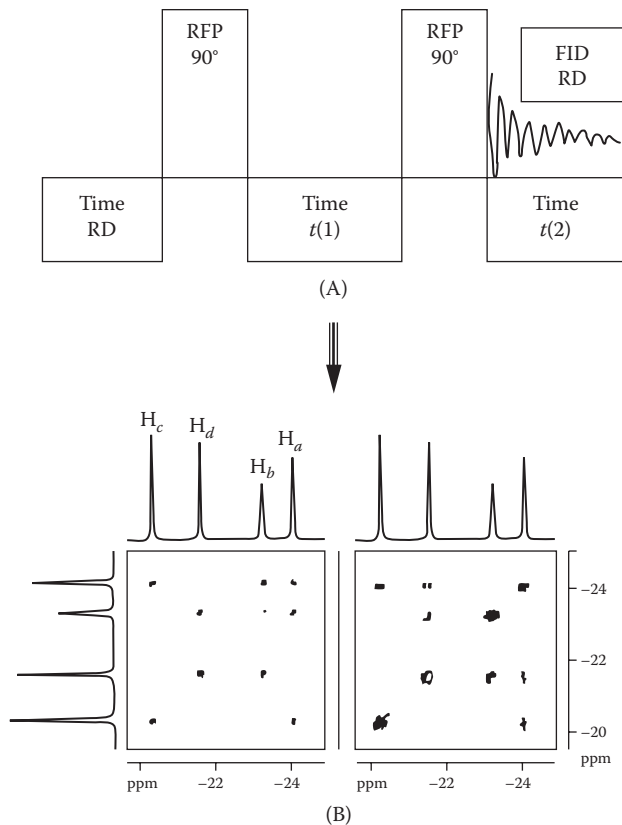 RFP
90°
RFP
90°
FID
RD
Time
RD
Time
t(1)
Time
t(2)
(A)
H_c
H_d
H_b
H_a
−24
−22
−20
ppm
ppm
−22
−24
ppm
−22
−24
(B)